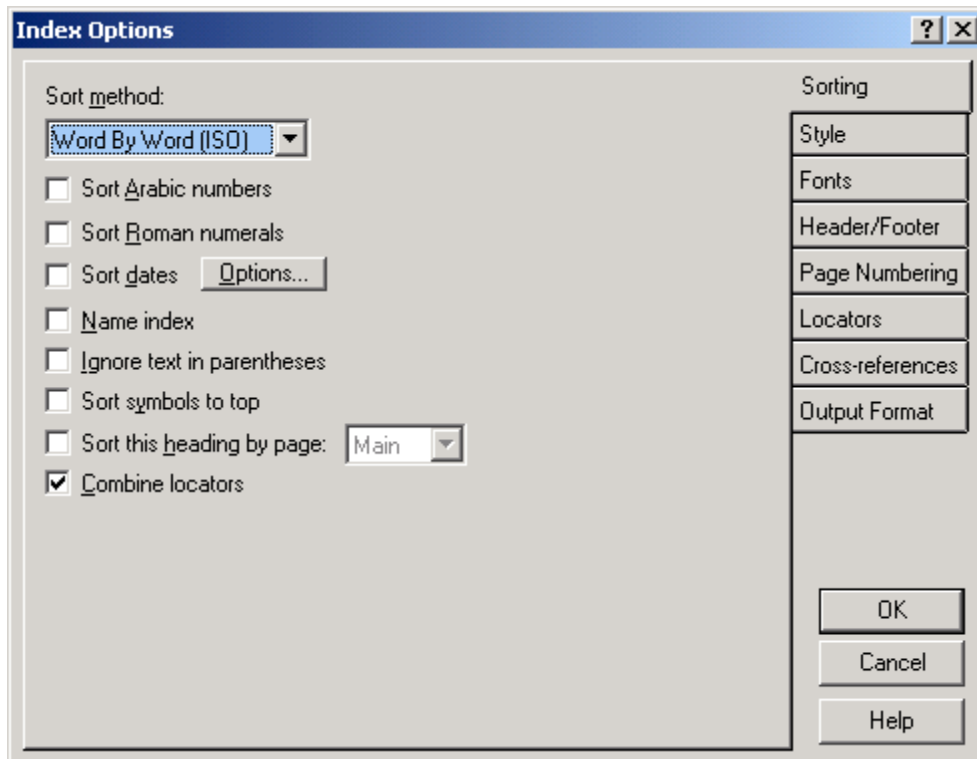 Index Options
Sort method:
Word By Word (ISO)
Sort Arabic numbers
Sort Roman numerals
Sort dates Options...
Name index
Ignore text in parentheses
Sort symbols to top
Sort this heading by page: Main
Combine locators
Sorting
Style
Fonts
Header/Footer
Page Numbering
Locators
Cross-references
Output Format
OK
Cancel
Help